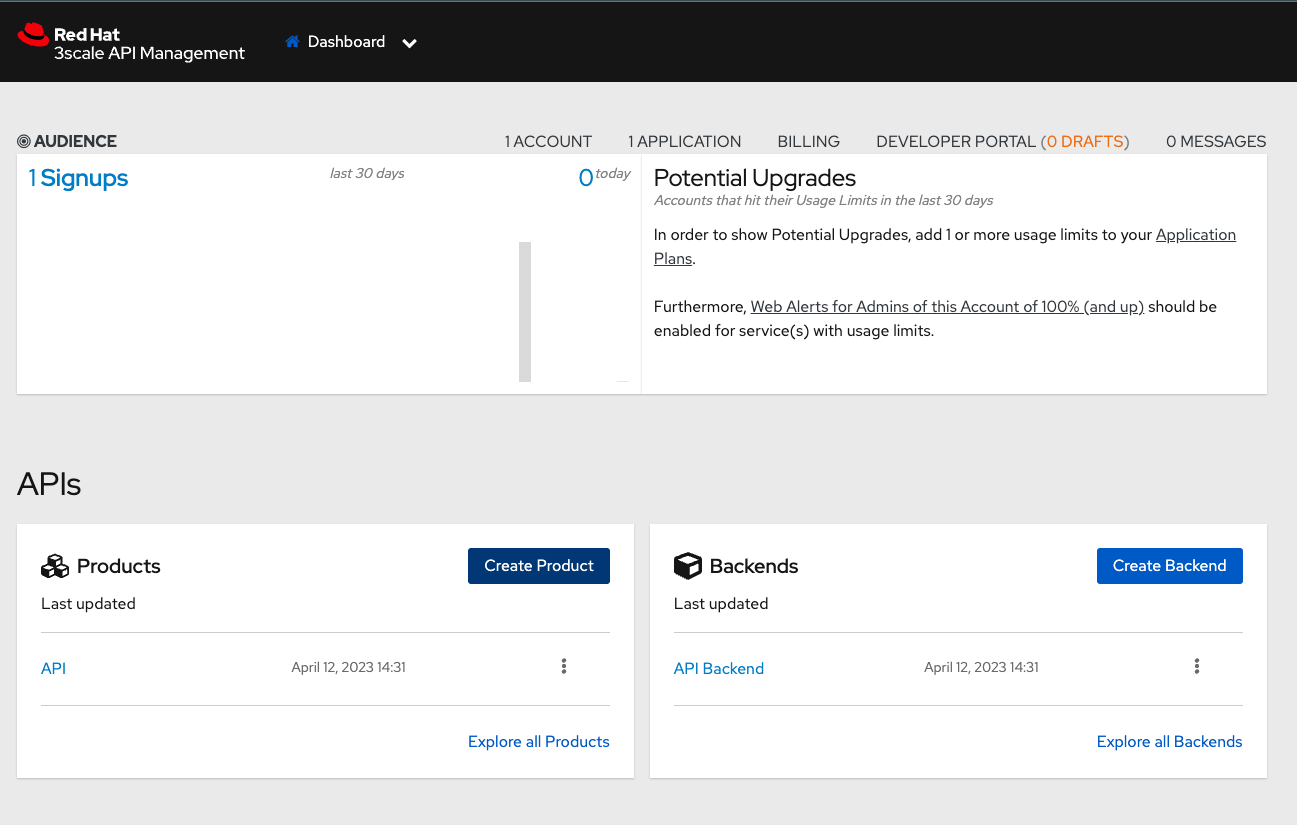 Red Hat
3scale API Management
Dashboard
AUDIENCE
1 ACCOUNT
1 APPLICATION
BILLING
DEVELOPER PORTAL (0 DRAFTS)
0 MESSAGES
1 Signups
last 30 days
0 today
Potential Upgrades
Accounts that hit their Usage Limits in the last 30 days
In order to show Potential Upgrades, add 1 or more usage limits to your Application
Plans.
Furthermore, Web Alerts for Admins of this Account of 100% (and up) should be
enabled for service(s) with usage limits.
APIs
Products
Create Product
Last updated
API
April 12, 2023 14:31
Explore all Products
Backends
Create Backend
Last updated
API Backend
April 12, 2023 14:31
Explore all Backends